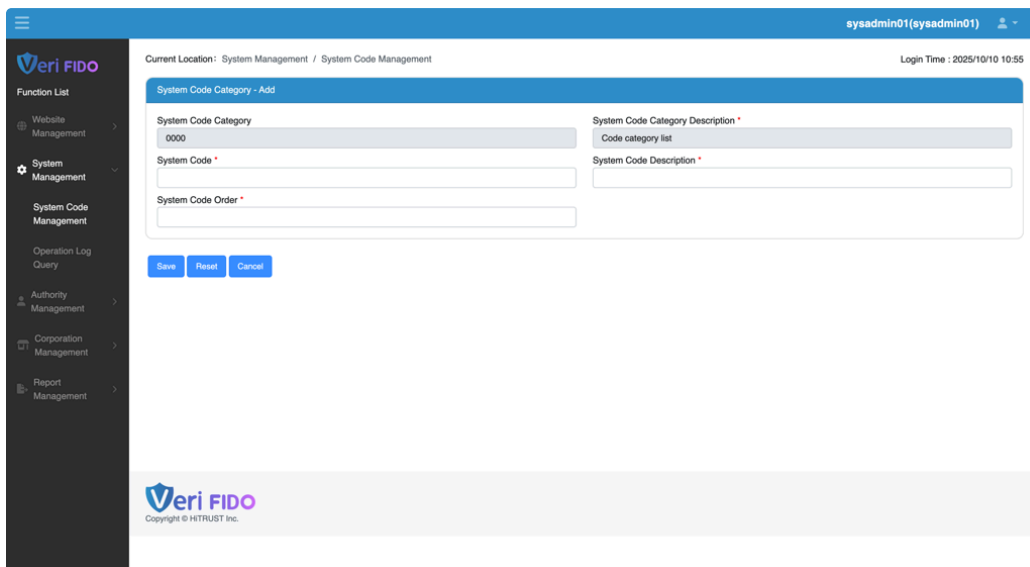 sysadmin01(sysadmin01)
Veri FIDO
Current Location: System Management / System Code Management
Login Time : 2025/10/10 10:55
Function List
Website
Management
System
Management
System Code
Management
Operation Log
Query
Authority
Management
Corporation
Management
Report
Management
System Code Category - Add
System Code Category
System Code Category Description *
0000
Code category list
System Code *
System Code Description *
System Code Order *
Save
Reset
Cancel
Veri FIDO
Copyright © HiTRUST Inc.